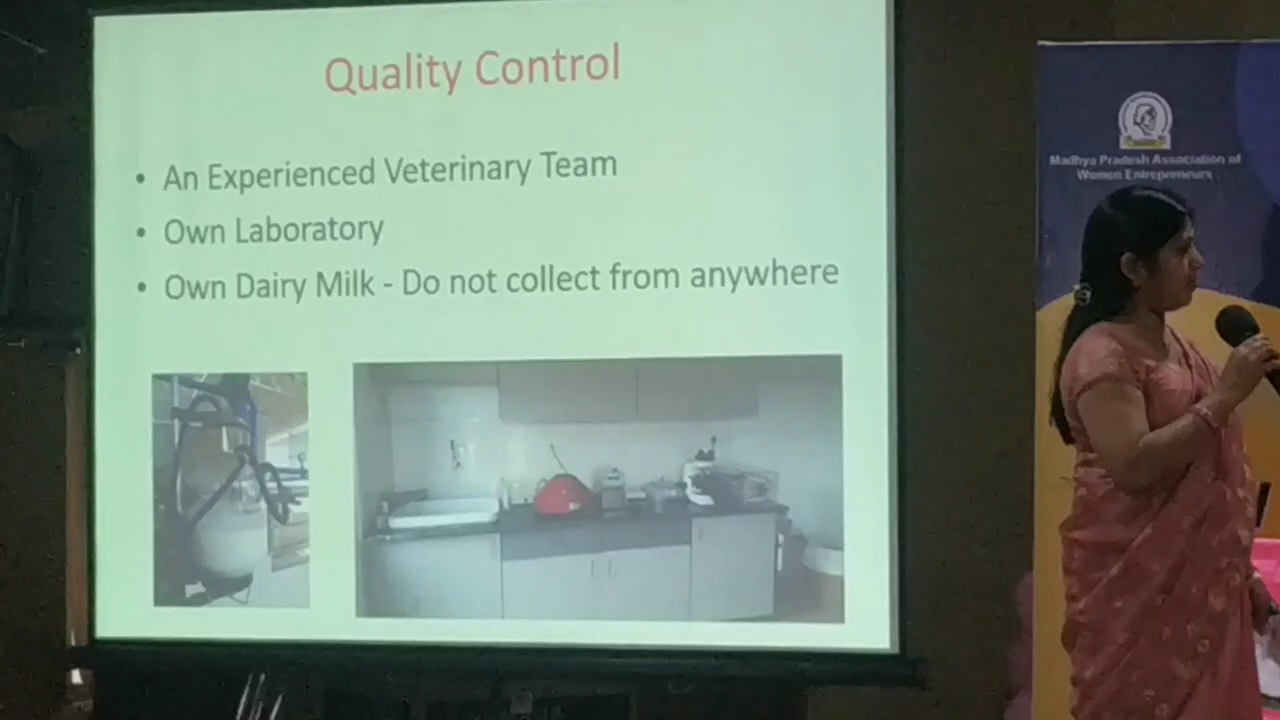 Quality Control
• An Experienced Veterinary Team
• Own Laboratory
• Own Dairy Milk - Do not collect from anywhere
Madhya Pradesh Association of
Women Entrepreneurs